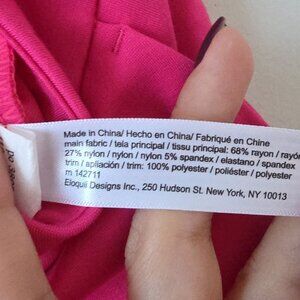 Made in China/ Hecho en China/ Fabriqué en Chine
main fabric / tela principal / tissu principal: 68% rayon / rayón
27% nylon / nylon / nylon 5% spandex / elastano / spandex
trim / apliación / trim: 100% polyester / poliéster / polyester
m 142711
Eloquii Designs Inc., 250 Hudson St. New York, NY 10013